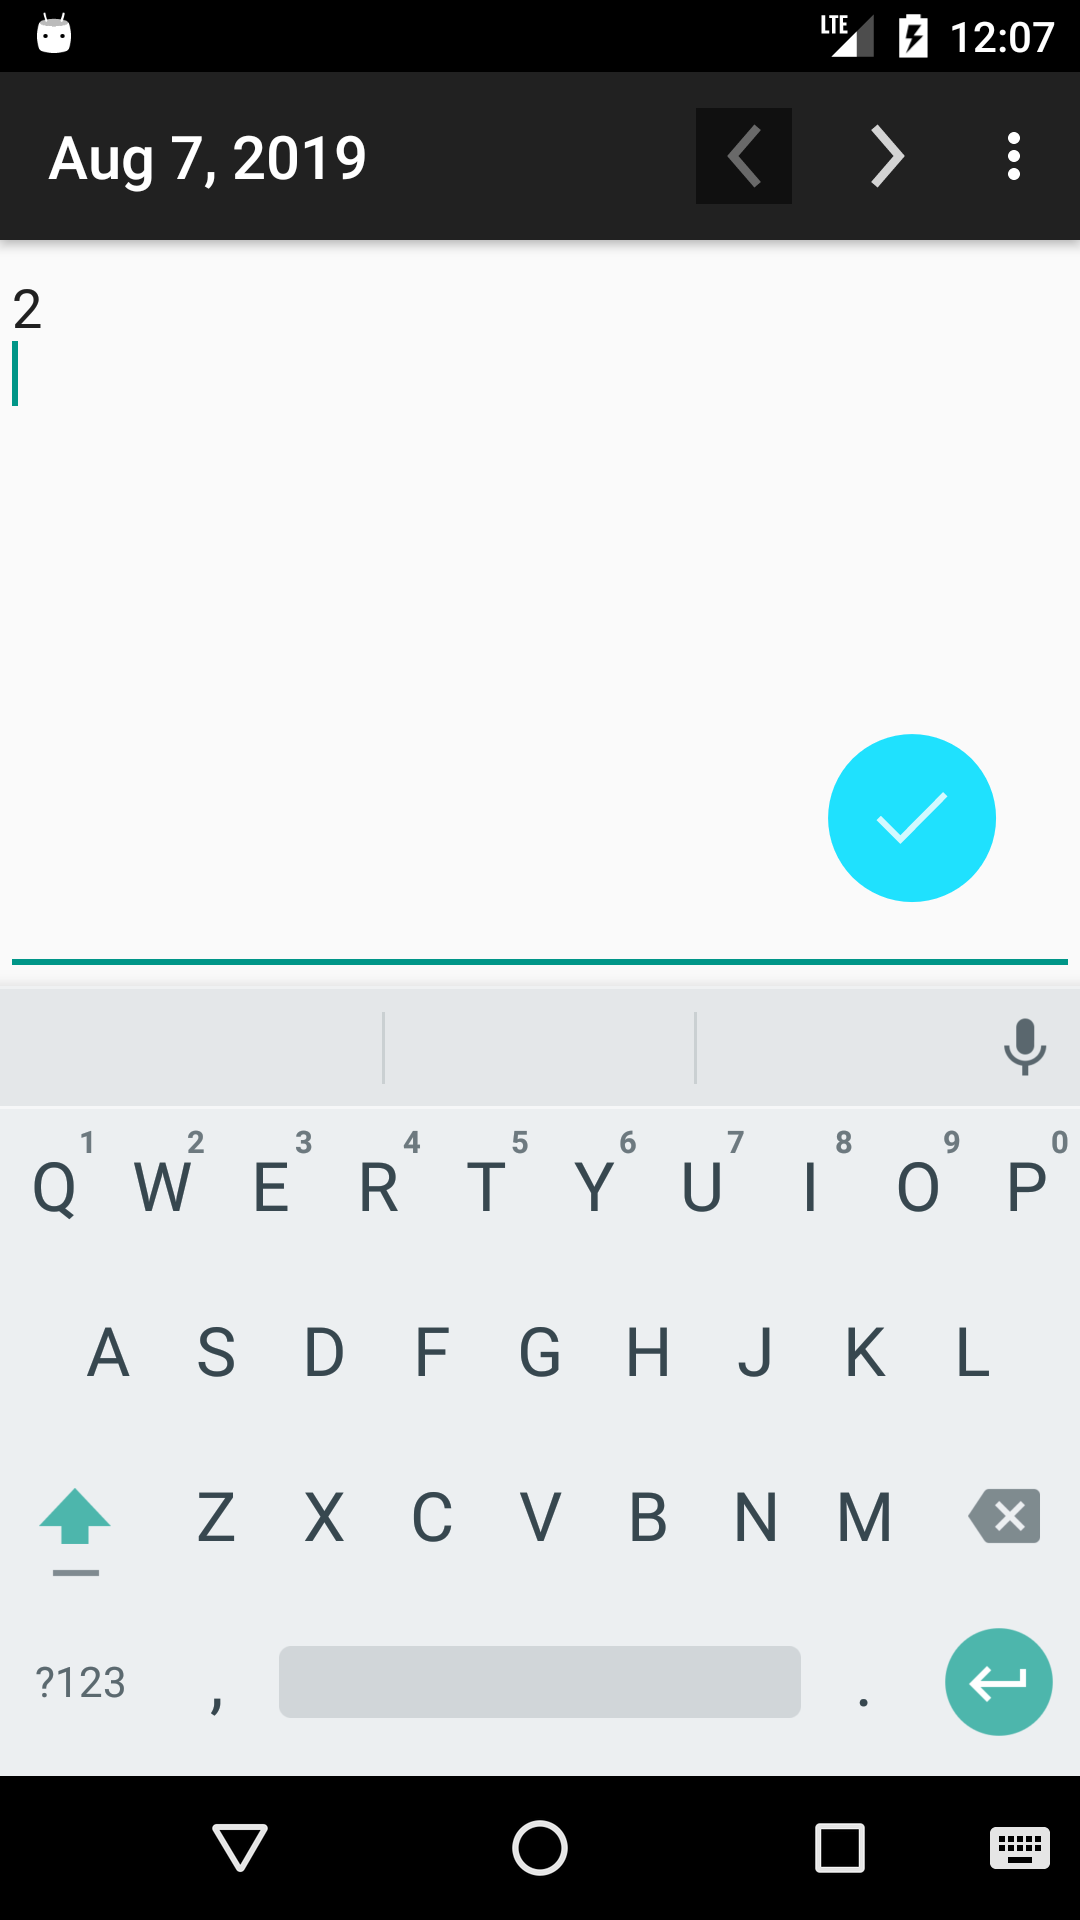 LTE 12:07
Aug 7, 2019
2
1 2 3 4 5 6 7 8 9 0
Q W E R T Y U I O P
A S D F G H J K L
Z X C V B N M
?123 , .